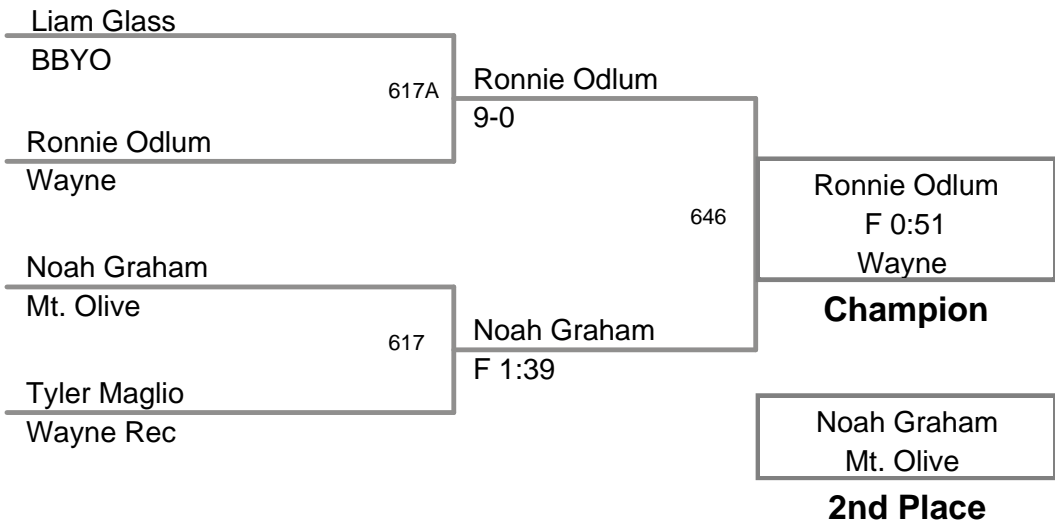 Liam Glass
BBYO
617A
Ronnie Odlum
9-0
Ronnie Odlum
Wayne
646
Ronnie Odlum
F 0:51
Wayne
Champion
Noah Graham
Mt. Olive
617
Noah Graham
F 1:39
Tyler Maglio
Wayne Rec
Noah Graham
Mt. Olive
2nd Place